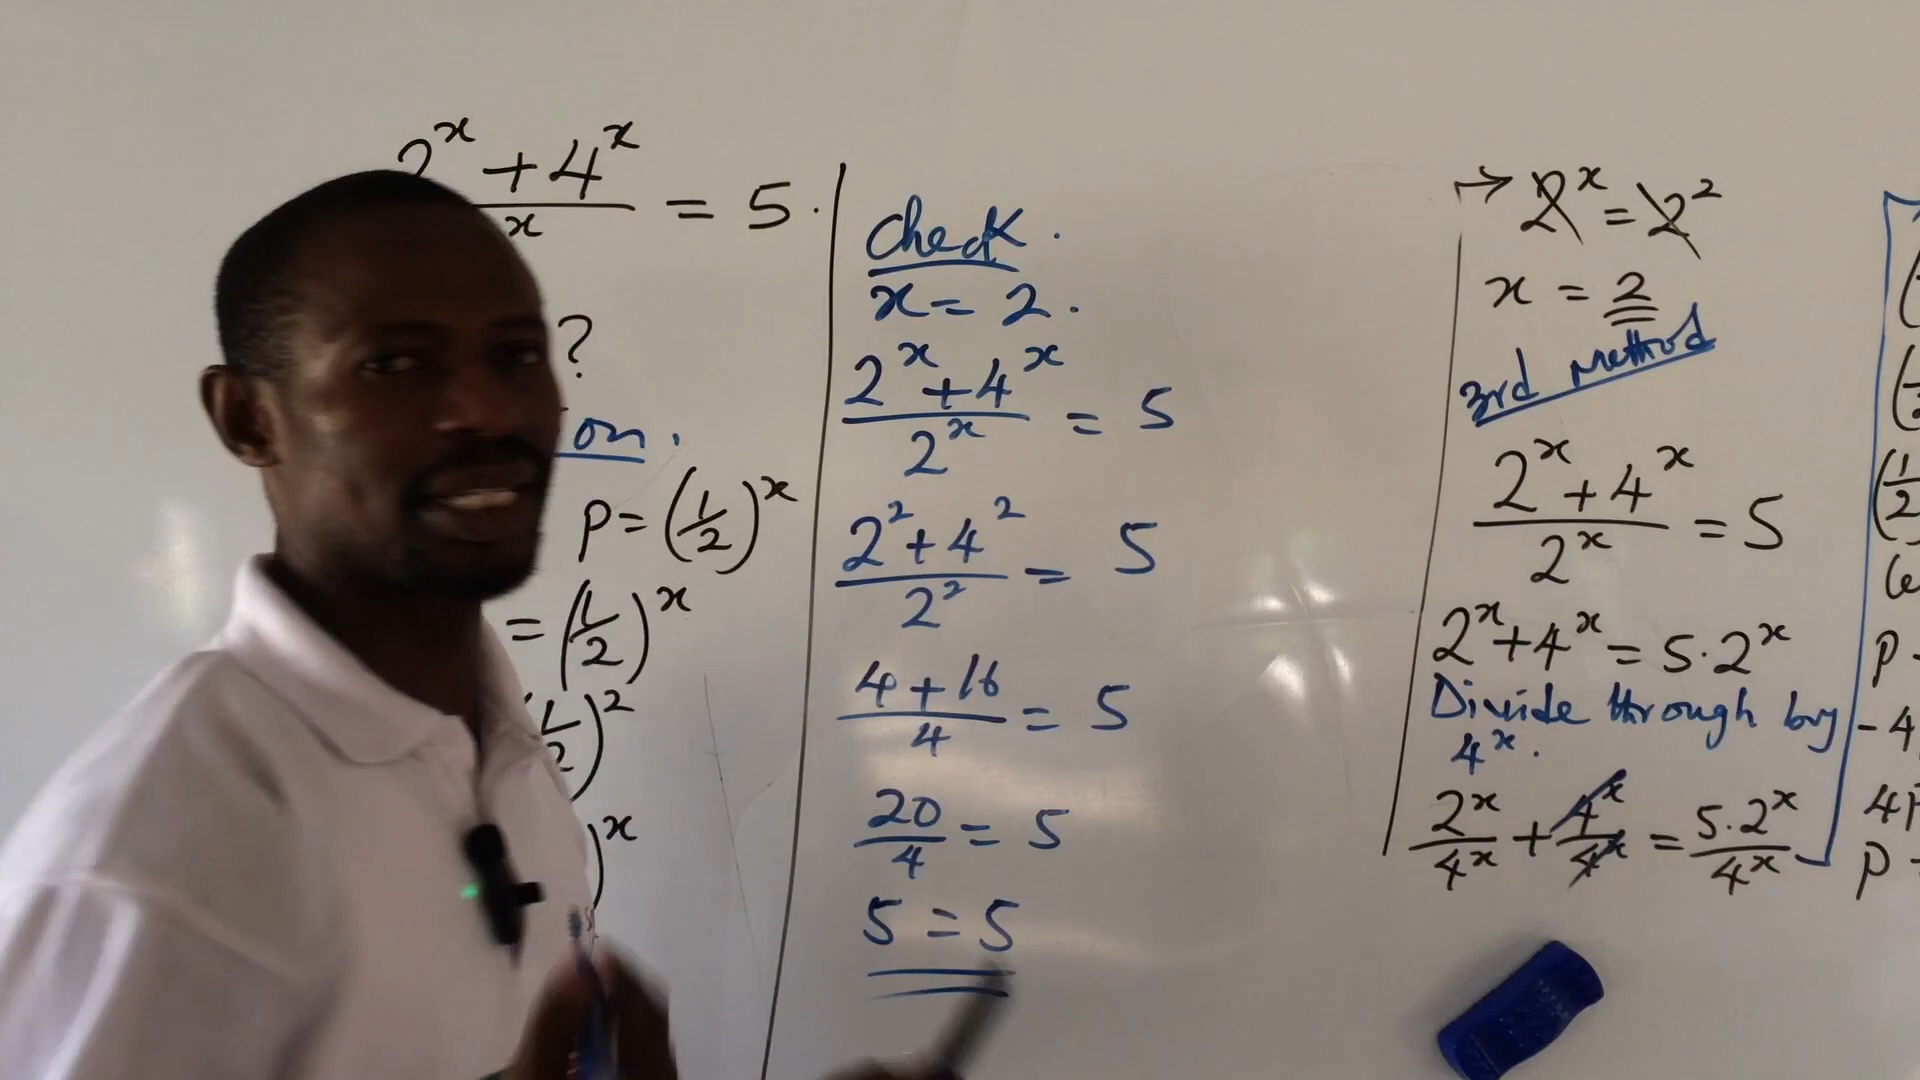 2^x + 4^x
x = 5.
?
on.
p = (1/2)^x
= (1/2)^x
1/2)^2
)^x
Check.
x = 2.
(2^x + 4^x)/2^x = 5
(2^2 + 4^2)/2^2 = 5
(4 + 16)/4 = 5
20/4 = 5
5 = 5
→ 2^x = 2^2
x = 2
3rd method
(2^x + 4^x)/2^x = 5
2^x + 4^x = 5·2^x
Divide through by
4^x.
2^x/4^x + 4^x/4^x = 5·2^x/4^x
(1/2
p
-4
4p
p